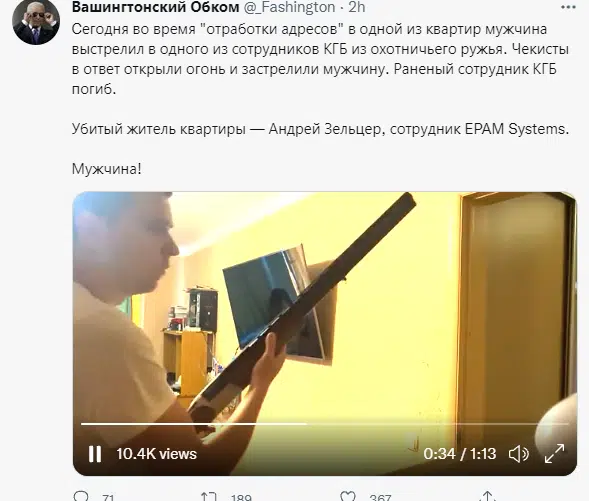 Вашингтонский Обком @_Fashington · 2h
Сегодня во время "отработки адресов" в одной из квартир мужчина
выстрелил в одного из сотрудников КГБ из охотничьего ружья. Чекисты
в ответ открыли огонь и застрелили мужчину. Раненый сотрудник КГБ
погиб.
Убитый житель квартиры — Андрей Зельцер, сотрудник EPAM Systems.
Мужчина!
10.4K views 0:34 / 1:13
71 189 367